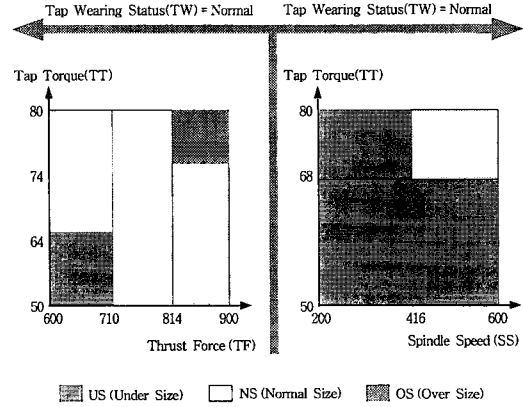 Tap Wearing Status(TW) = Normal
Tap Wearing Status(TW) = Normal
Tap Torque(TT)
80
74
64
50
600 710 814 900
Thrust Force (TF)
Tap Torque(TT)
80
68
50
200 416 600
Spindle Speed (SS)
US (Under Size) NS (Normal Size) OS (Over Size)